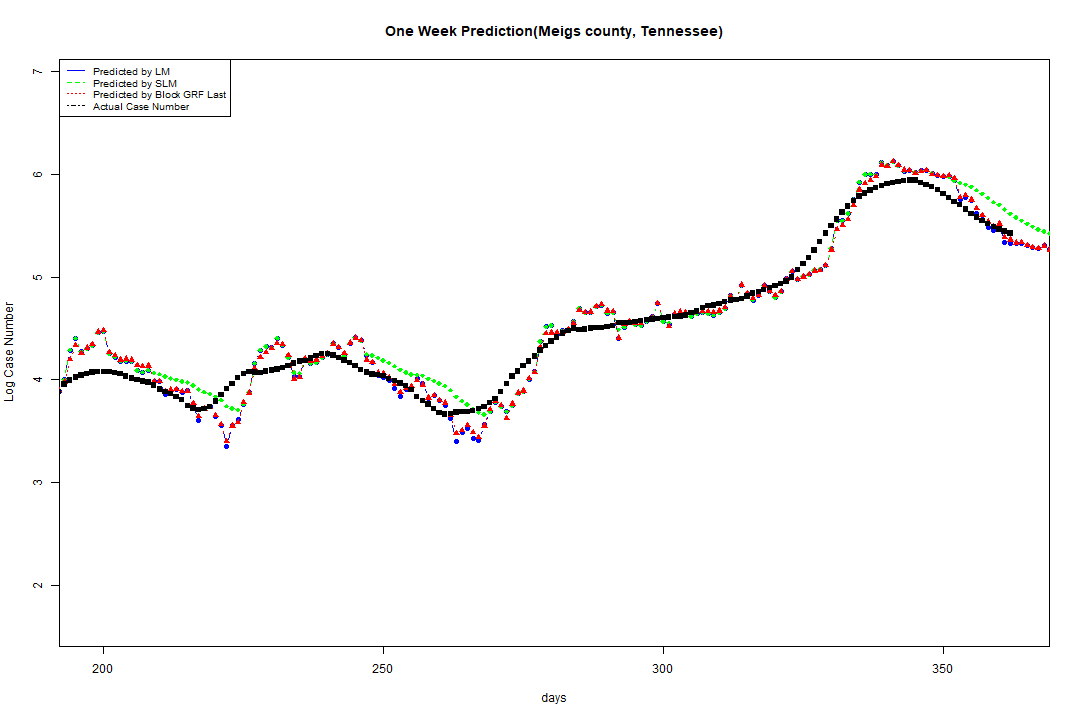 One Week Prediction(Meigs county, Tennessee)
Predicted by LM
Predicted by SLM
Predicted by Block GRF Last
Actual Case Number
7
6
5
4
3
2
Log Case Number
200 250 300 350
days